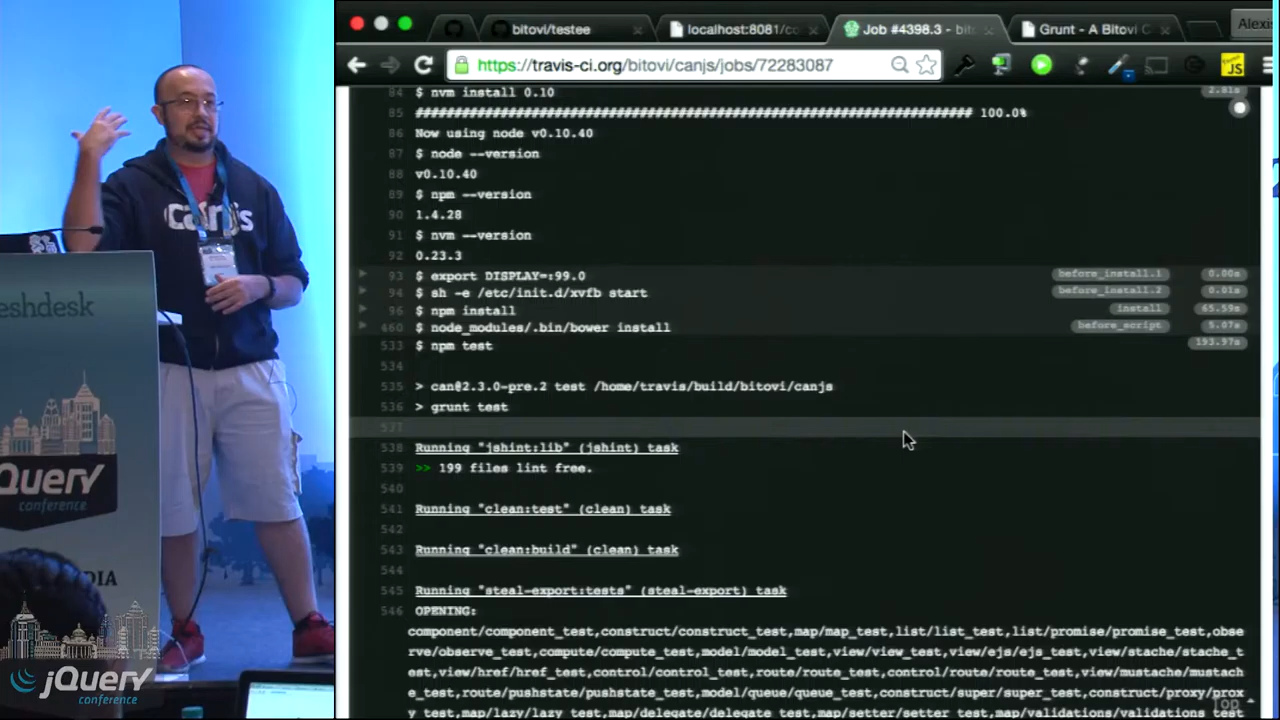 bitovi/testee
localhost:8081/co
Job #4398.3 - bito
Grunt - A Bitovi C
Alexis
https://travis-ci.org/bitovi/canjs/jobs/72283087
JS
84 $ nvm install 0.10 2.81s
85 ################################################################## 100.0%
86 Now using node v0.10.40
87 $ node --version
88 v0.10.40
89 $ npm --version
90 1.4.28
91 $ nvm --version
92 0.23.3
93 $ export DISPLAY=:99.0 before_install.1 0.00s
94 $ sh -e /etc/init.d/xvfb start before_install.2 0.01s
96 $ npm install install 65.59s
460 $ node_modules/.bin/bower install before_script 5.07s
533 $ npm test 193.97s
534
535 > can@2.3.0-pre.2 test /home/travis/build/bitovi/canjs
536 > grunt test
537
538 Running "jshint:lib" (jshint) task
539 >> 199 files lint free.
540
541 Running "clean:test" (clean) task
542
543 Running "clean:build" (clean) task
544
545 Running "steal-export:tests" (steal-export) task
546 OPENING:
component/component_test,construct/construct_test,map/map_test,list/list_test,list/promise/promise_test,obse
rve/observe_test,compute/compute_test,model/model_test,view/view_test,view/ejs/ejs_test,view/stache/stache_t
est,view/href/href_test,control/control_test,route/route_test,control/route/route_test,view/mustache/mustach
e_test,route/pushstate/pushstate_test,model/queue/queue_test,construct/super/super_test,construct/proxy/prox
y_test,map/lazy/lazy_test,map/delegate/delegate_test,map/setter/setter_test,map/validations/validations_test
Top
canjs
eshdesk
Query
conference
DIA
jQuery
conference